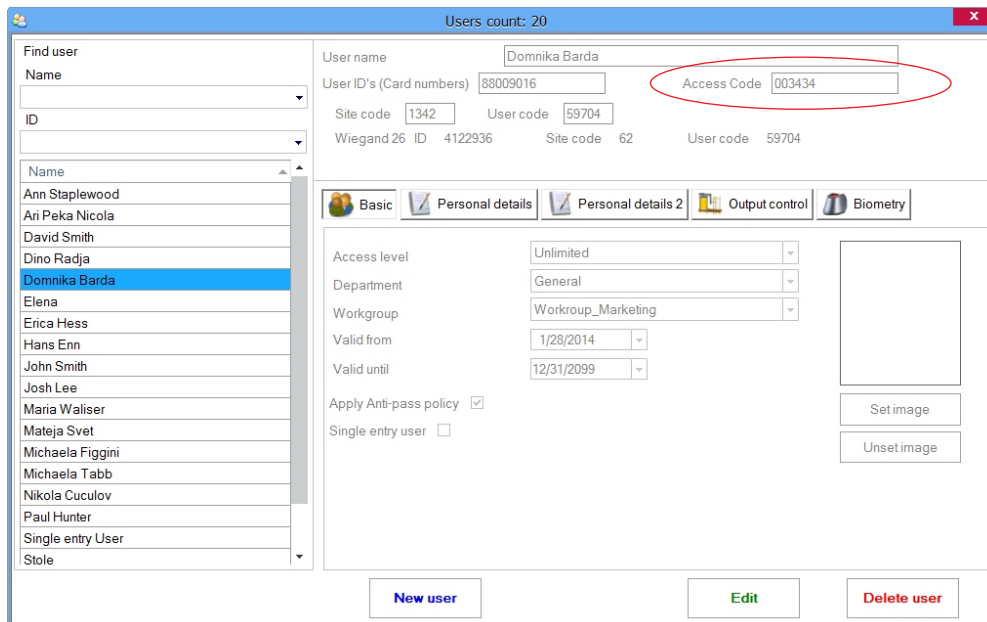 Users count: 20
x
Find user
Name
ID
Name
Ann Staplewood
Ari Peka Nicola
David Smith
Dino Radja
Domnika Barda
Elena
Erica Hess
Hans Enn
John Smith
Josh Lee
Maria Waliser
Mateja Svet
Michaela Figgini
Michaela Tabb
Nikola Cuculov
Paul Hunter
Single entry User
Stole
User name Domnika Barda
User ID's (Card numbers) 88009016 Access Code 003434
Site code 1342 User code 59704
Wiegand 26 ID 4122936 Site code 62 User code 59704
Basic Personal details Personal details 2 Output control Biometry
Access level Unlimited
Department General
Workgroup Workroup_Marketing
Valid from 1/28/2014
Valid until 12/31/2099
Apply Anti-pass policy
Single entry user
Set image
Unset image
New user Edit Delete user